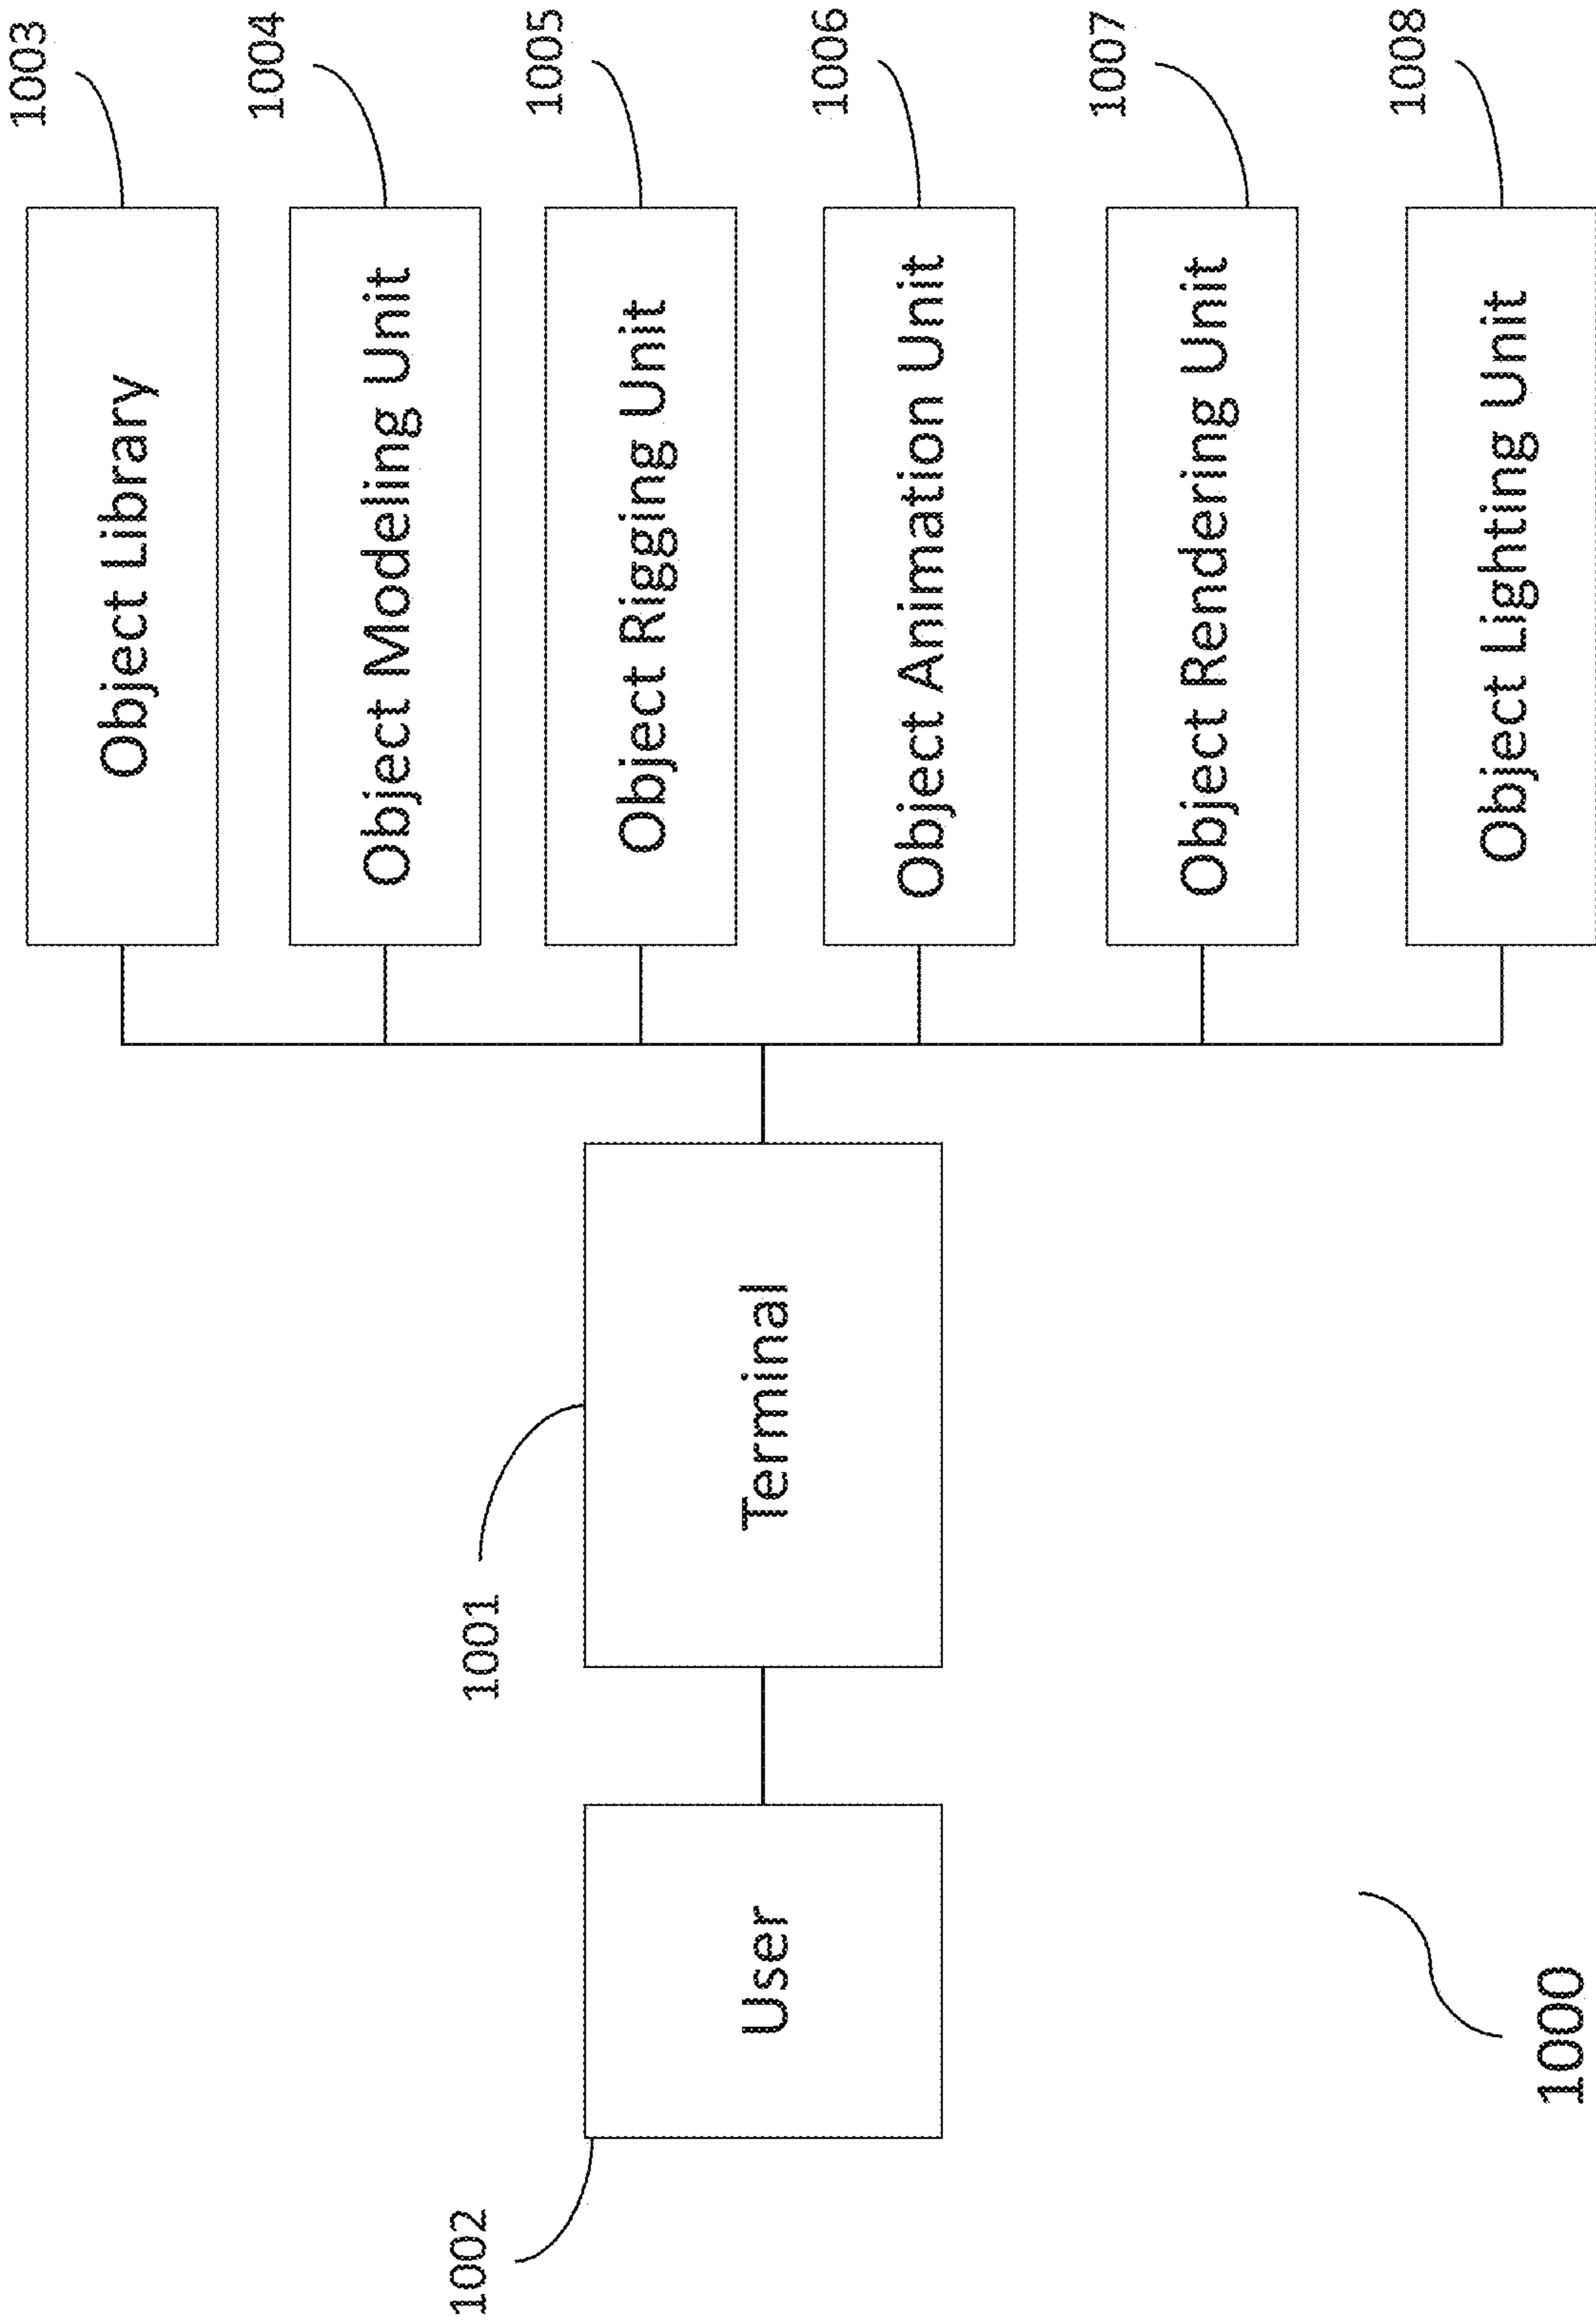 1003
Object Library
1004
Object Modeling Unit
1005
Object Rigging Unit
1006
Object Animation Unit
1007
Object Rendering Unit
1008
Object Lighting Unit
1001
Terminal
1002
User
1000